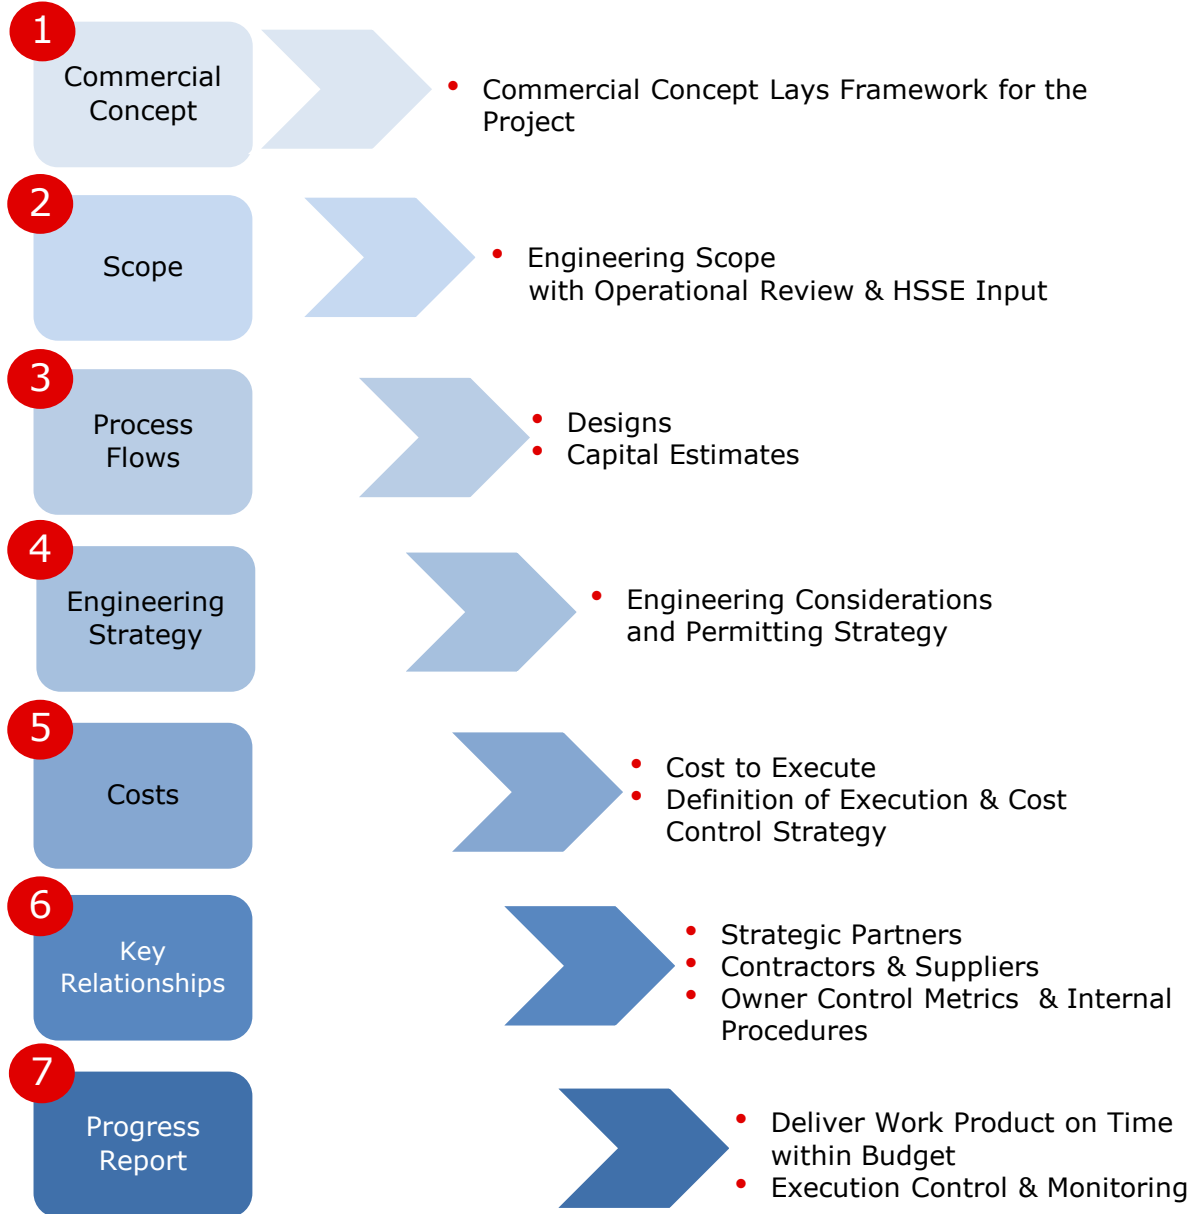 1
Commercial
Concept
• Commercial Concept Lays Framework for the
Project
2
Scope
• Engineering Scope
with Operational Review & HSSE Input
3
Process
Flows
• Designs
• Capital Estimates
4
Engineering
Strategy
• Engineering Considerations
and Permitting Strategy
5
Costs
• Cost to Execute
• Definition of Execution & Cost
Control Strategy
6
Key
Relationships
• Strategic Partners
• Contractors & Suppliers
• Owner Control Metrics  & Internal
Procedures
7
Progress
Report
• Deliver Work Product on Time
within Budget
• Execution Control & Monitoring